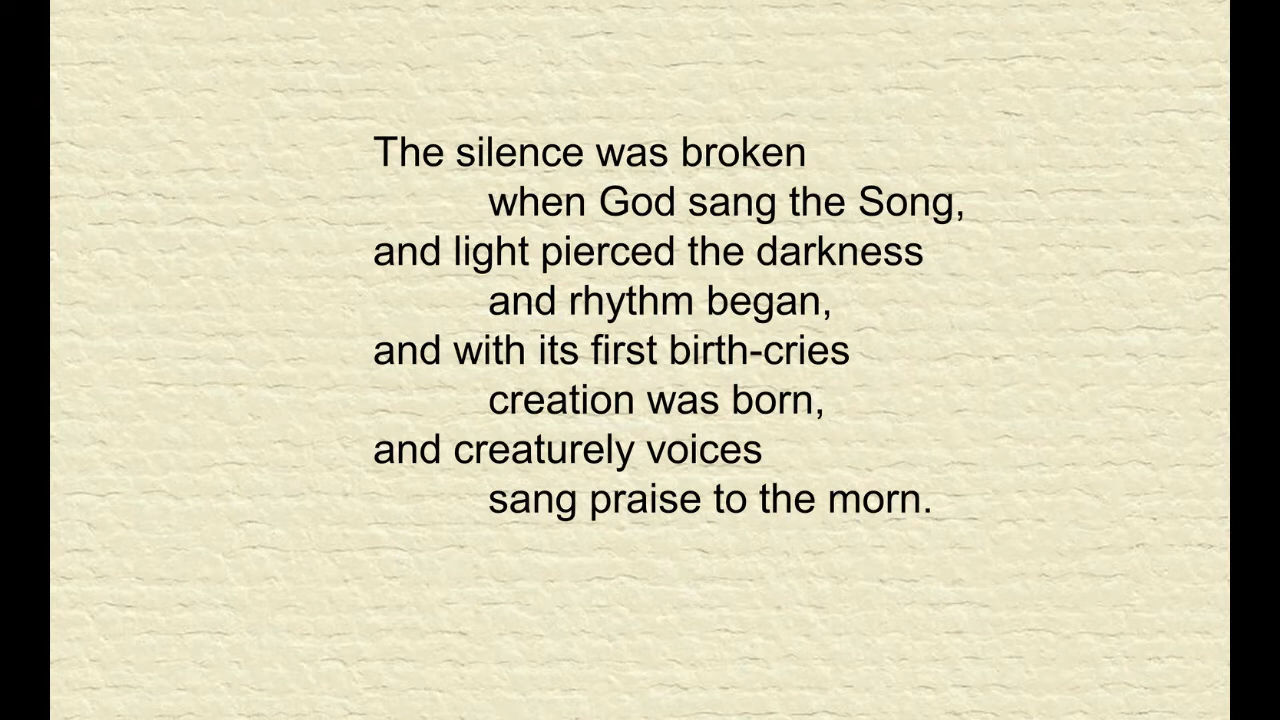 The silence was broken
when God sang the Song,
and light pierced the darkness
and rhythm began,
and with its first birth-cries
creation was born,
and creaturely voices
sang praise to the morn.